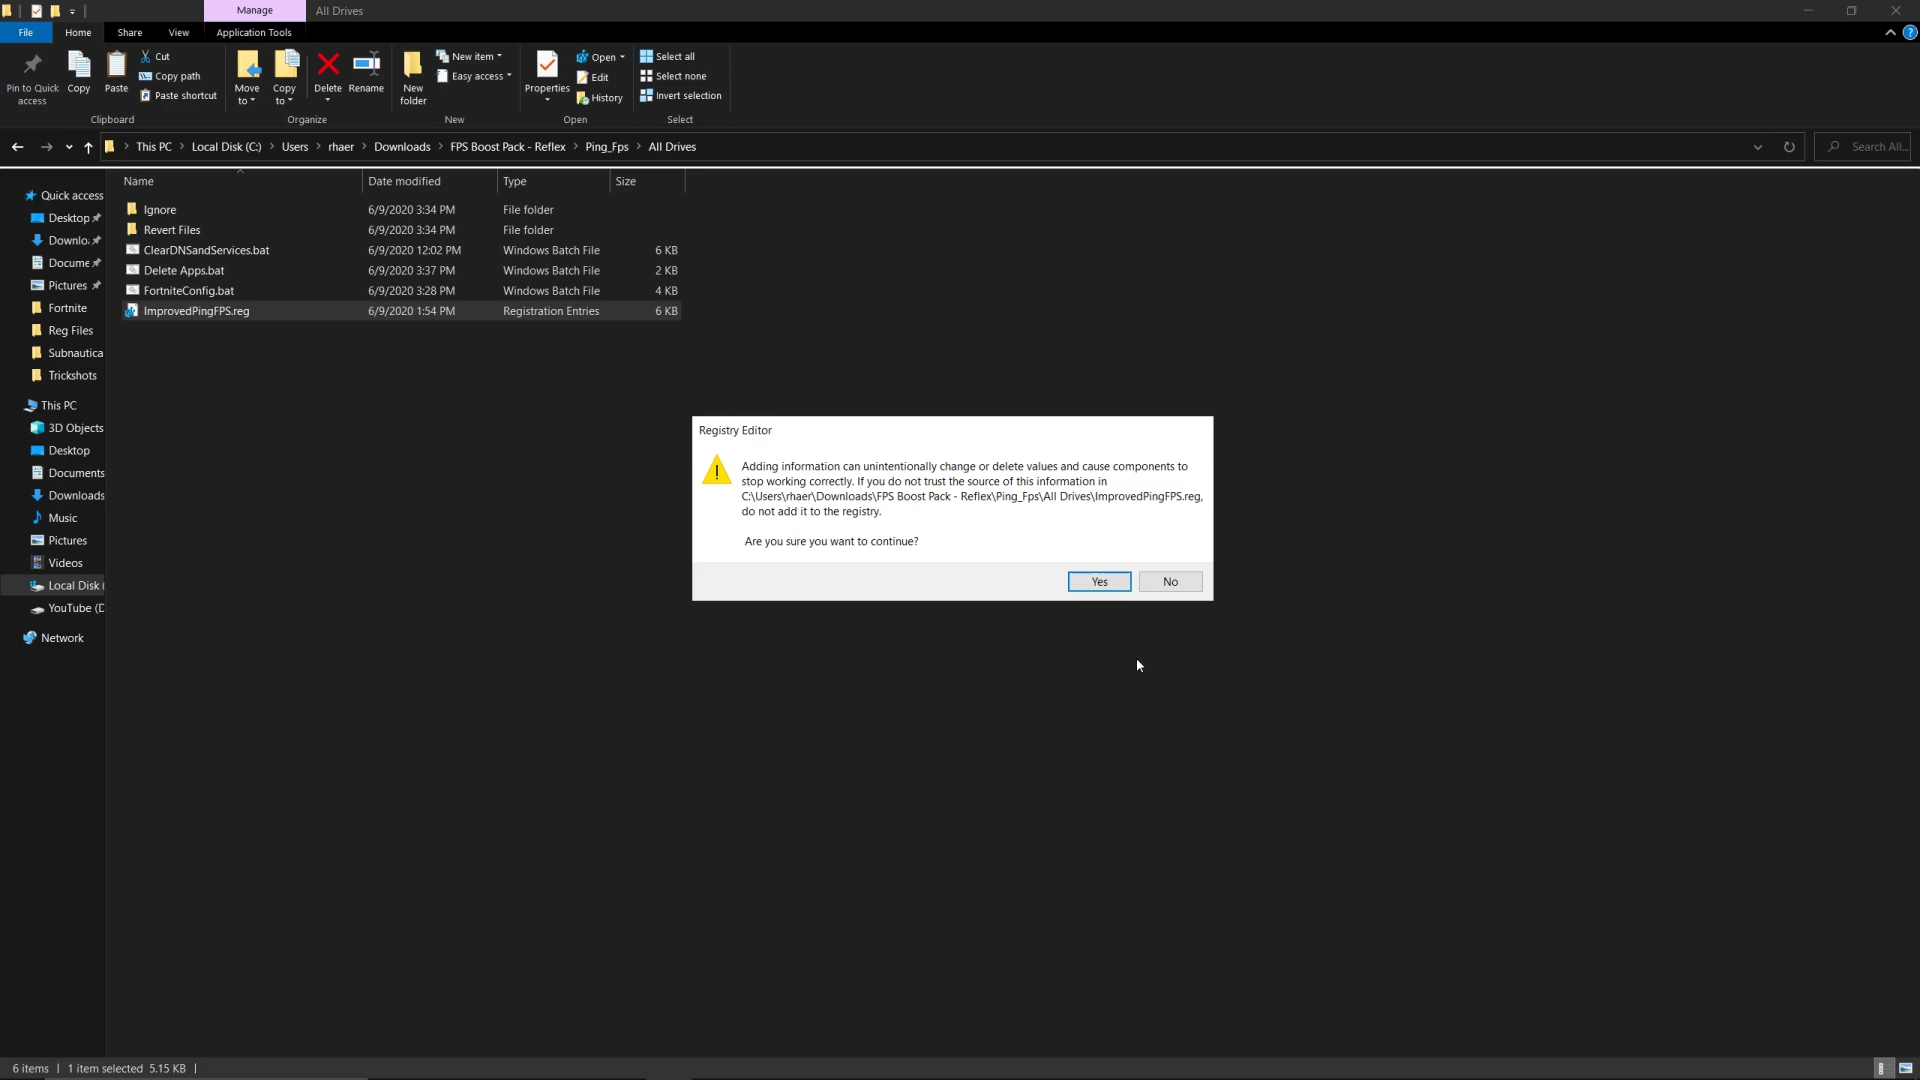 Manage
All Drives
File
Home
Share
View
Application Tools
Pin to Quick
access
Copy
Paste
Cut
Copy path
Paste shortcut
Clipboard
Move
to
Copy
to
Delete
Rename
Organize
New
folder
New item
Easy access
New
Properties
Open
Edit
History
Open
Select all
Select none
Invert selection
Select
This PC
Local Disk (C:)
Users
rhaer
Downloads
FPS Boost Pack - Reflex
Ping_Fps
All Drives
Search All...
Name
Date modified
Type
Size
Ignore 6/9/2020 3:34 PM File folder
Revert Files 6/9/2020 3:34 PM File folder
ClearDNSandServices.bat 6/9/2020 12:02 PM Windows Batch File 6 KB
Delete Apps.bat 6/9/2020 3:37 PM Windows Batch File 2 KB
FortniteConfig.bat 6/9/2020 3:28 PM Windows Batch File 4 KB
ImprovedPingFPS.reg 6/9/2020 1:54 PM Registration Entries 6 KB
Quick access
Desktop
Downlo
Docume
Pictures
Fortnite
Reg Files
Subnautica
Trickshots
This PC
3D Objects
Desktop
Documents
Downloads
Music
Pictures
Videos
Local Disk (
YouTube (D
Network
Registry Editor
Adding information can unintentionally change or delete values and cause components to
stop working correctly. If you do not trust the source of this information in
C:\Users\rhaer\Downloads\FPS Boost Pack - Reflex\Ping_Fps\All Drives\ImprovedPingFPS.reg,
do not add it to the registry.
Are you sure you want to continue?
Yes
No
6 items
1 item selected 5.15 KB